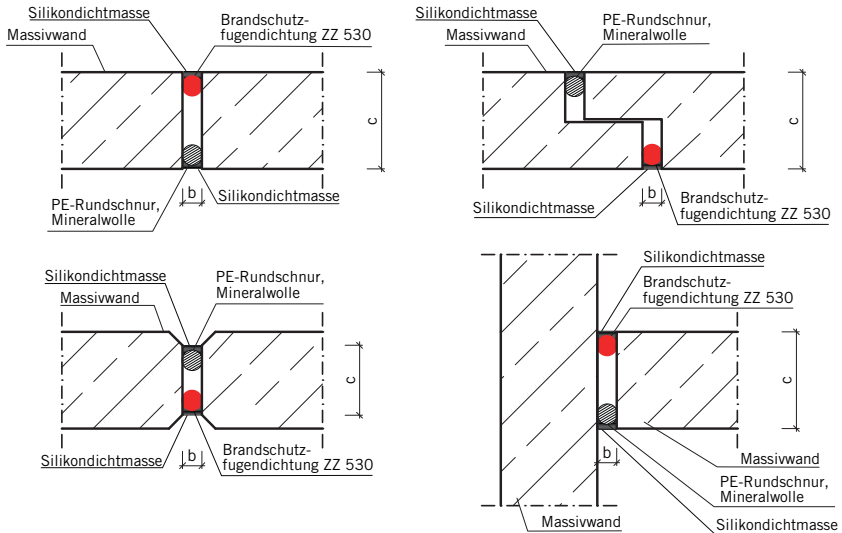 Silikondichtmasse
Massivwand
Brandschutz-
fugendichtung ZZ 530
c
PE-Rundschnur,
Mineralwolle
b
Silikondichtmasse
Silikondichtmasse
Massivwand
PE-Rundschnur,
Mineralwolle
c
Silikondichtmasse
b
Brandschutz-
fugendichtung ZZ 530
Silikondichtmasse
Massivwand
PE-Rundschnur,
Mineralwolle
c
Silikondichtmasse
b
Brandschutz-
fugendichtung ZZ 530
Silikondichtmasse
Brandschutz-
fugendichtung ZZ 530
c
b
Massivwand
PE-Rundschnur,
Mineralwolle
Massivwand
Silikondichtmasse